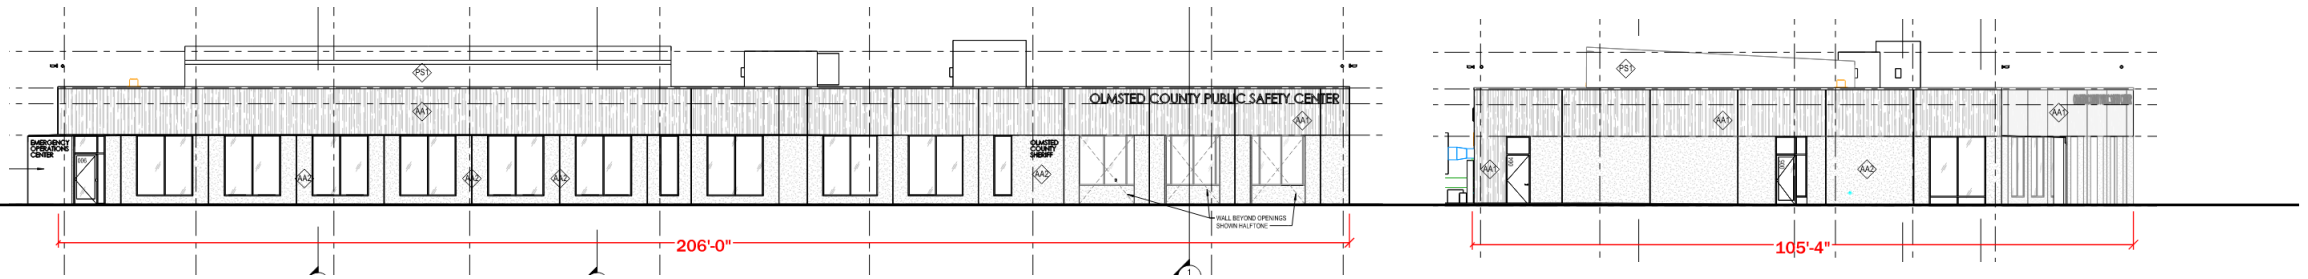 PS1
PS1
OLMSTED COUNTY PUBLIC SAFETY CENTER
AA1
AA1
AA1
AA1
EMERGENCY
OPERATIONS
CENTER
OLMSTED
COUNTY
SHERIFF
AA2
AA2
AA2
AA2
AA1
AA2
WALL BEYOND OPENINGS
SHOWN HALFTONE
206'-0"
105'-4"
1